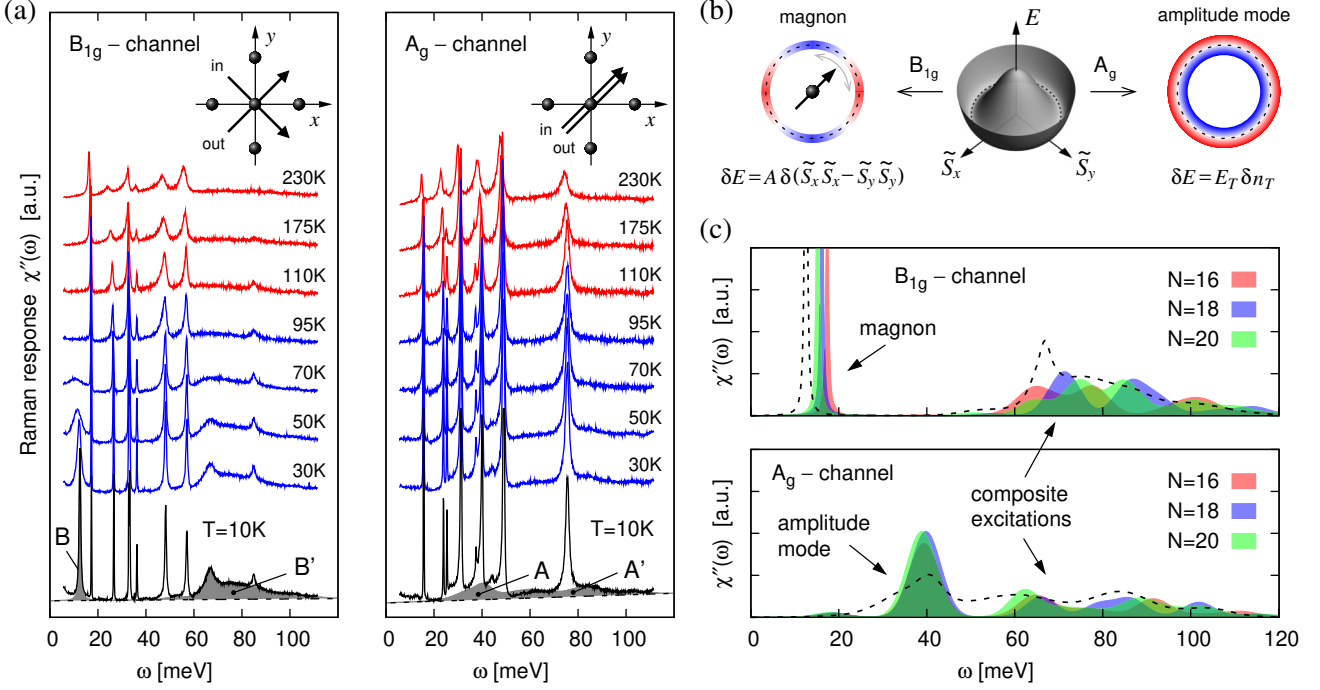 (a)
Raman response χ″(ω) [a.u.]
B1g – channel
y
in
x
out
230K
175K
110K
95K
70K
50K
30K
T=10K
B
B'
0 20 40 60 80 100
ω [meV]
Ag – channel
y
in
x
out
230K
175K
110K
95K
70K
50K
30K
T=10K
A
A'
0 20 40 60 80 100
ω [meV]
(b)
magnon
E
amplitude mode
B1g
Ag
S̃x
S̃y
δE = A δ(S̃xS̃x − S̃yS̃y)
δE = ET δnT
(c)
χ″(ω) [a.u.]
B1g – channel
N=16
N=18
N=20
magnon
χ″(ω) [a.u.]
Ag – channel
N=16
N=18
N=20
composite
excitations
amplitude
mode
0 20 40 60 80 100 120
ω [meV]